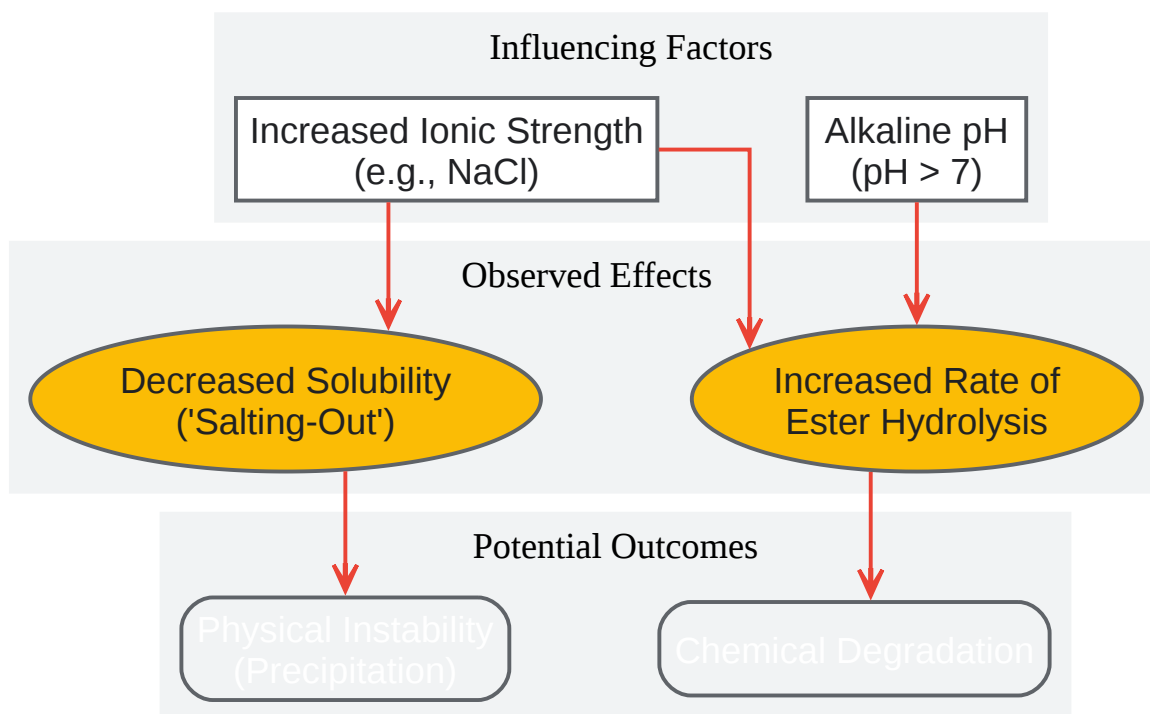 Influencing Factors
Increased Ionic Strength
(e.g., NaCl)
Alkaline pH
(pH > 7)
Observed Effects
Decreased Solubility
('Salting-Out')
Increased Rate of
Ester Hydrolysis
Potential Outcomes
Physical Instability
(Precipitation)
Chemical Degradation